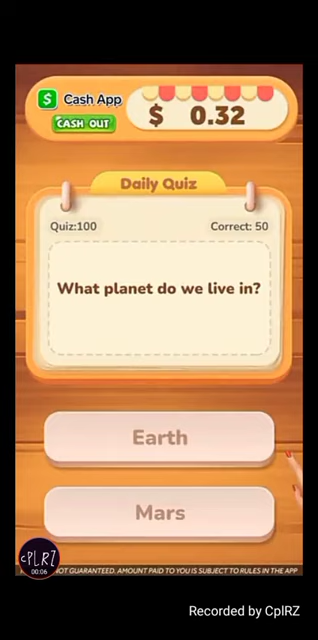 Cash App
CASH OUT
$ 0.32
Daily Quiz
Quiz:100
Correct: 50
What planet do we live in?
Earth
Mars
CPLRZ
00:06
NOT GUARANTEED. AMOUNT PAID TO YOU IS SUBJECT TO RULES IN THE APP
Recorded by CplRZ